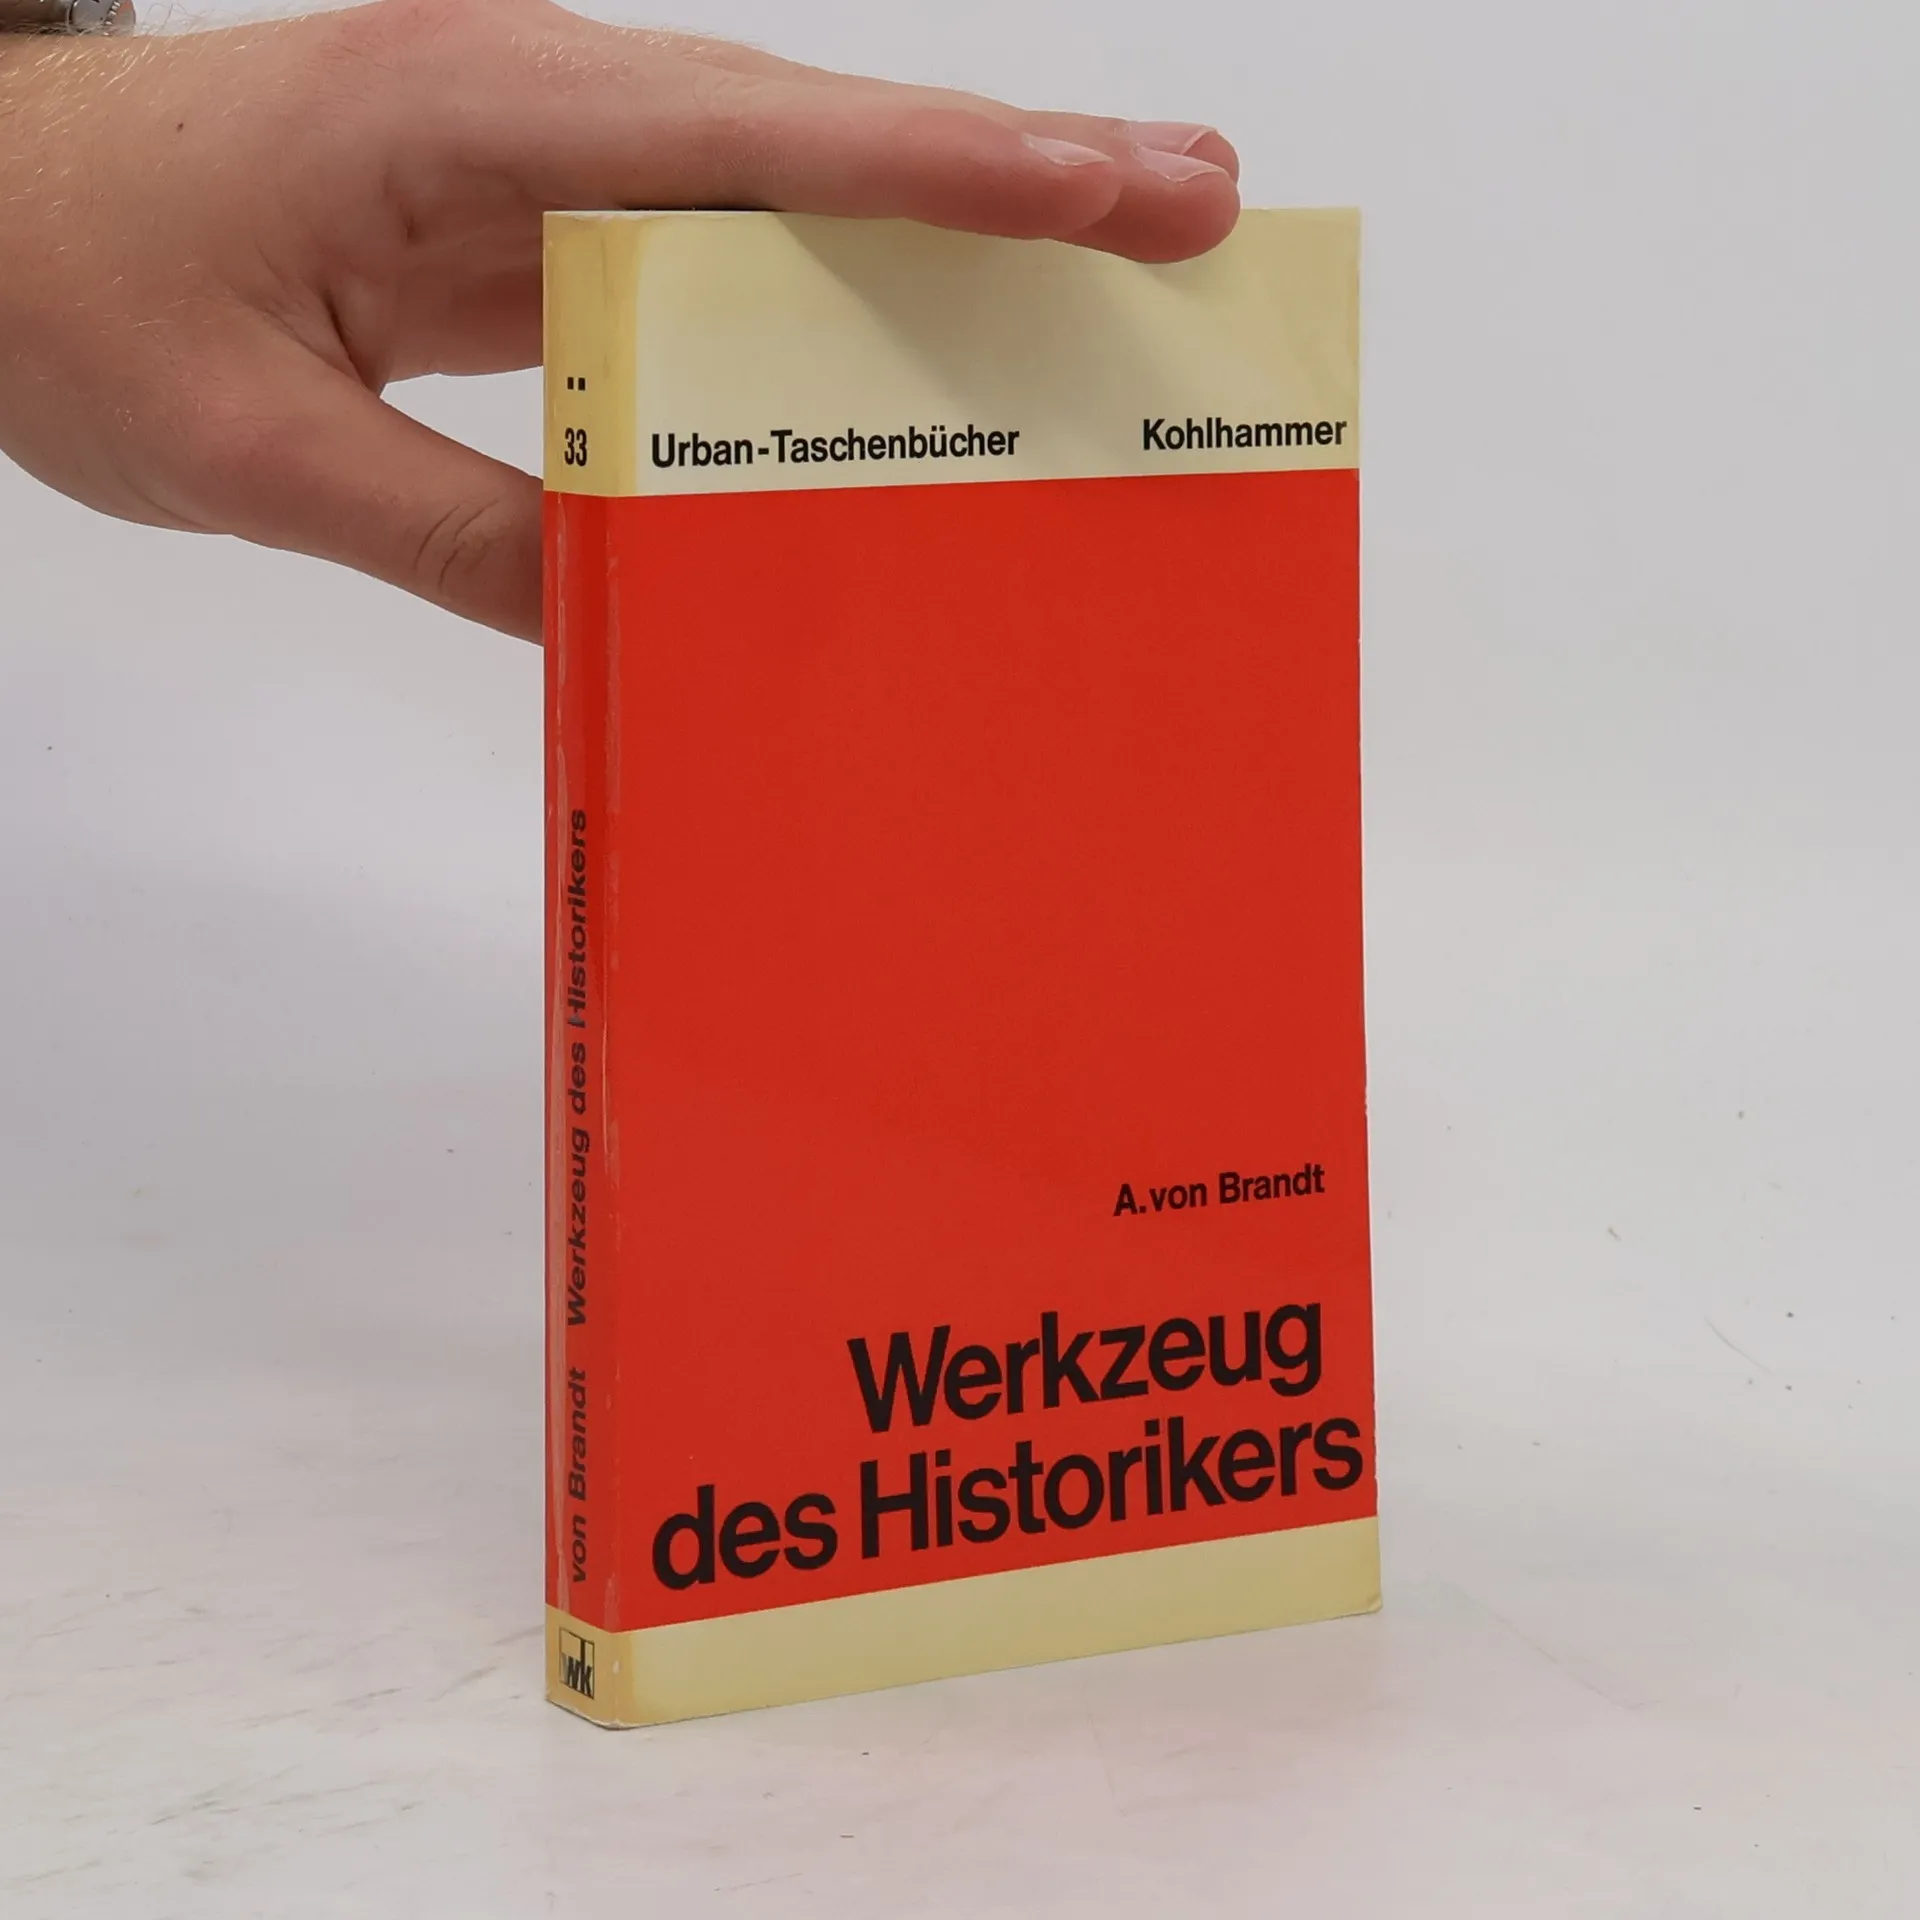 33
Urban-Taschenbücher
Kohlhammer
von Brandt Werkzeug des Historikers
A. von Brandt
Werkzeug
des Historikers
wk